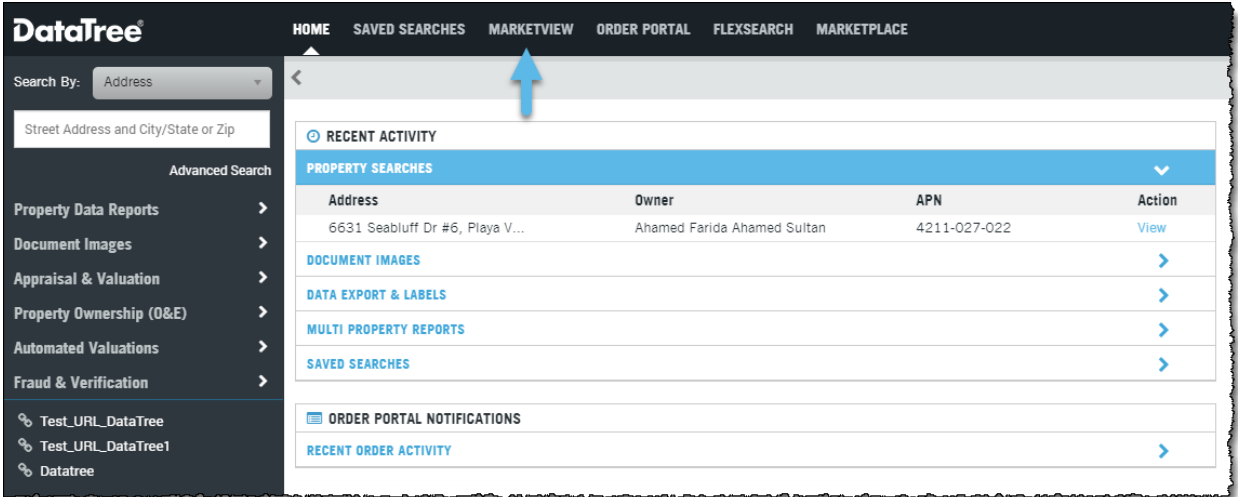 DataTree®
HOME SAVED SEARCHES MARKETVIEW ORDER PORTAL FLEXSEARCH MARKETPLACE
Search By: Address
Street Address and City/State or Zip
Advanced Search
Property Data Reports
Document Images
Appraisal & Valuation
Property Ownership (O&E)
Automated Valuations
Fraud & Verification
Test_URL_DataTree
Test_URL_DataTree1
Datatree
RECENT ACTIVITY
PROPERTY SEARCHES
Address Owner APN Action
6631 Seabluff Dr #6, Playa V... Ahamed Farida Ahamed Sultan 4211-027-022 View
DOCUMENT IMAGES
DATA EXPORT & LABELS
MULTI PROPERTY REPORTS
SAVED SEARCHES
ORDER PORTAL NOTIFICATIONS
RECENT ORDER ACTIVITY